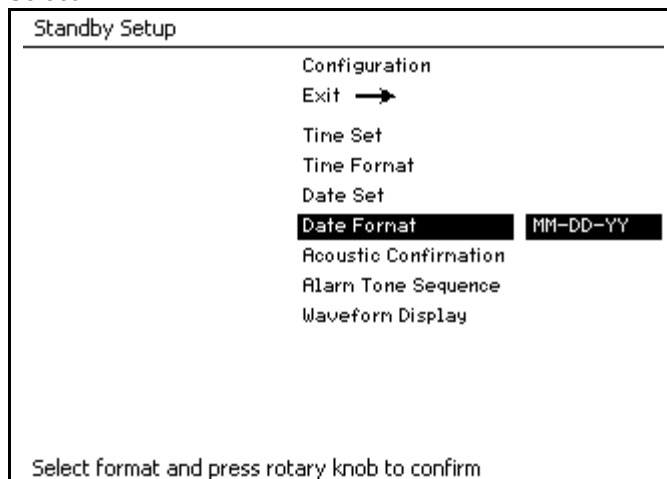 Standby Setup
Configuration
Exit
Time Set
Time Format
Date Set
Date Format MM-DD-YY
Acoustic Confirmation
Alarm Tone Sequence
Waveform Display
Select format and press rotary knob to confirm